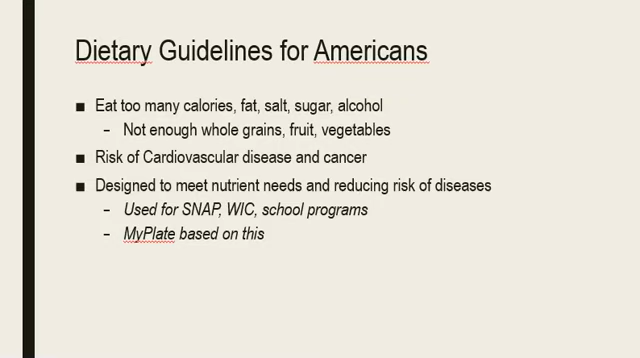 Dietary Guidelines for Americans
■ Eat too many calories, fat, salt, sugar, alcohol
– Not enough whole grains, fruit, vegetables
■ Risk of Cardiovascular disease and cancer
■ Designed to meet nutrient needs and reducing risk of diseases
– Used for SNAP, WIC, school programs
– MyPlate based on this